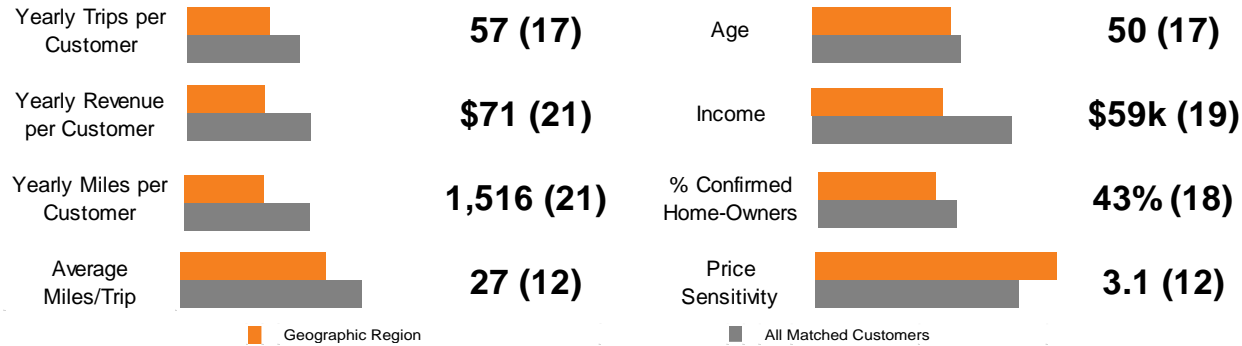 Yearly Trips per
Customer
57 (17)
Age
50 (17)
Yearly Revenue
per Customer
$71 (21)
Income
$59k (19)
Yearly Miles per
Customer
1,516 (21)
% Confirmed
Home-Owners
43% (18)
Average
Miles/Trip
27 (12)
Price
Sensitivity
3.1 (12)
Geographic Region
All Matched Customers